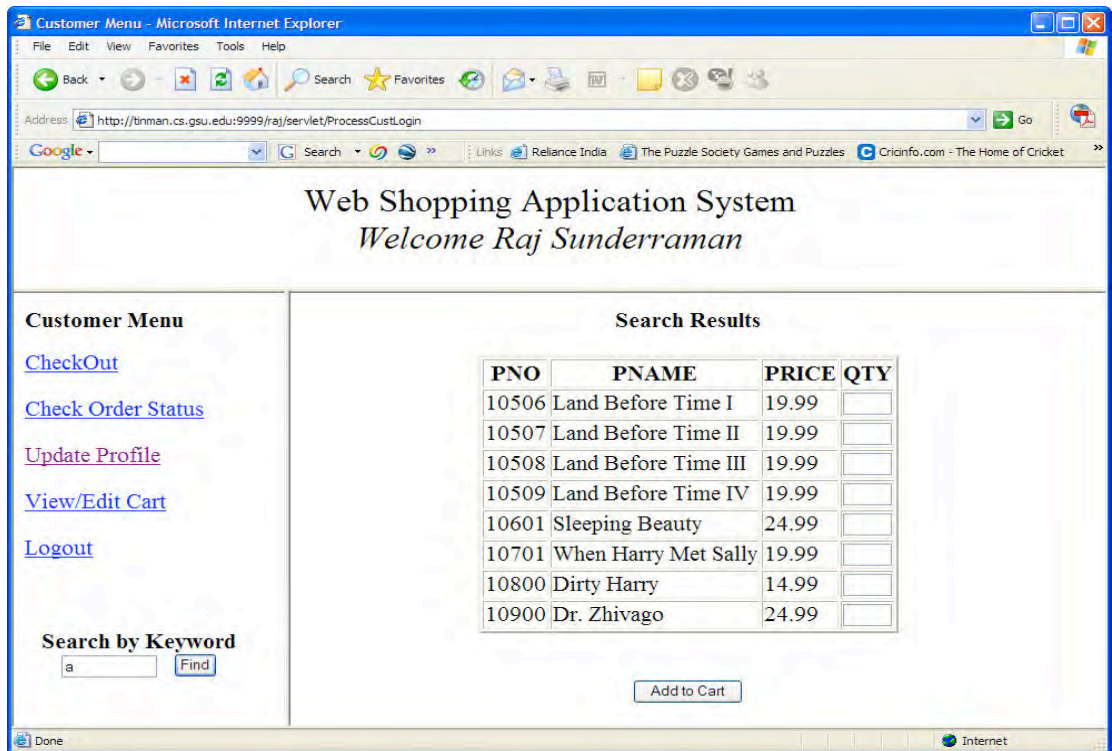 Customer Menu - Microsoft Internet Explorer
File Edit View Favorites Tools Help
Back Search Favorites
Address http://tinman.cs.gsu.edu:9999/raj/servlet/ProcessCustLogin Go
Google Search » Links Reliance India The Puzzle Society Games and Puzzles Cricinfo.com - The Home of Cricket »
Web Shopping Application System
Welcome Raj Sunderraman
Customer Menu
CheckOut
Check Order Status
Update Profile
View/Edit Cart
Logout
Search by Keyword
a Find
Search Results
PNO PNAME PRICE QTY
10506 Land Before Time I 19.99
10507 Land Before Time II 19.99
10508 Land Before Time III 19.99
10509 Land Before Time IV 19.99
10601 Sleeping Beauty 24.99
10701 When Harry Met Sally 19.99
10800 Dirty Harry 14.99
10900 Dr. Zhivago 24.99
Add to Cart
Done Internet